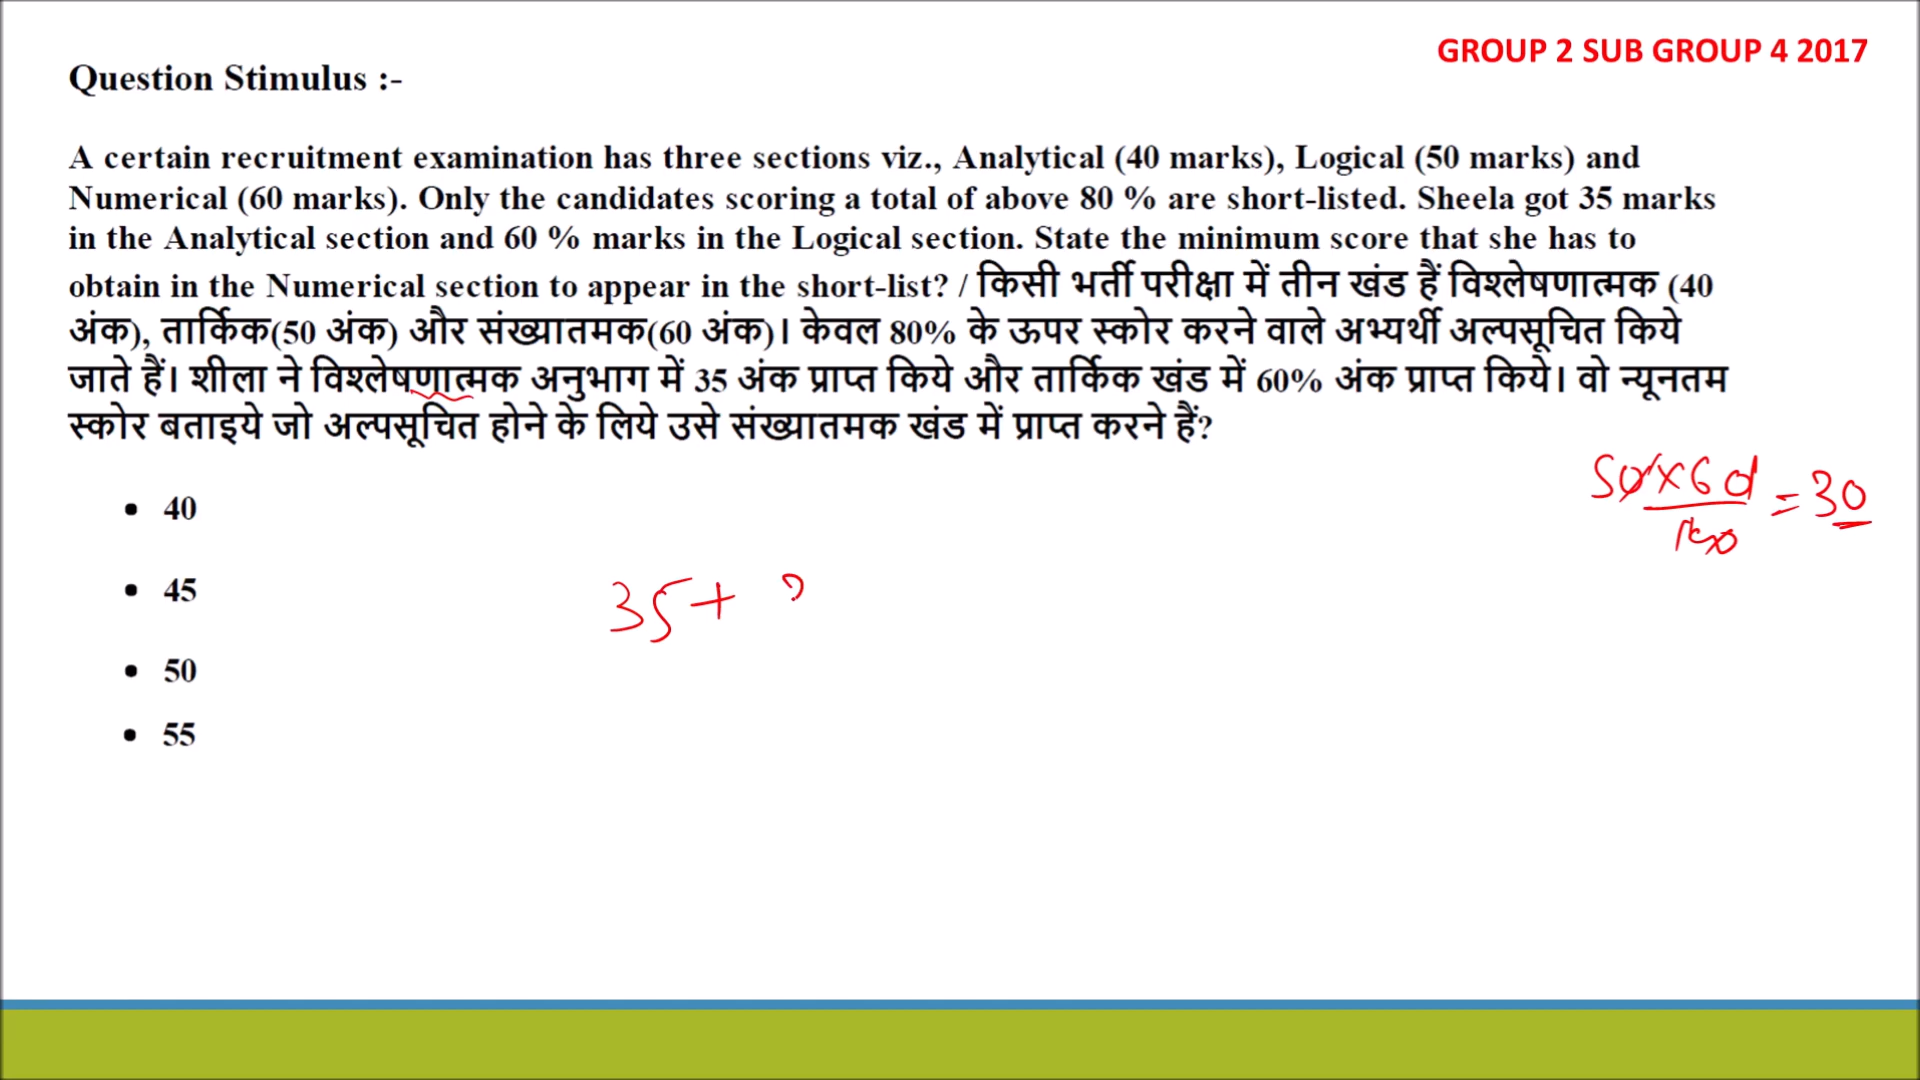 GROUP 2 SUB GROUP 4 2017
Question Stimulus :-
A certain recruitment examination has three sections viz., Analytical (40 marks), Logical (50 marks) and
Numerical (60 marks). Only the candidates scoring a total of above 80 % are short-listed. Sheela got 35 marks
in the Analytical section and 60 % marks in the Logical section. State the minimum score that she has to
obtain in the Numerical section to appear in the short-list? / किसी भर्ती परीक्षा में तीन खंड हैं विश्लेषणात्मक (40
अंक), तार्किक(50 अंक) और संख्यातमक(60 अंक)। केवल 80% के ऊपर स्कोर करने वाले अभ्यर्थी अल्पसूचित किये
जाते हैं। शीला ने विश्लेषणात्मक अनुभाग में 35 अंक प्राप्त किये और तार्किक खंड में 60% अंक प्राप्त किये। वो न्यूनतम
स्कोर बताइये जो अल्पसूचित होने के लिये उसे संख्यातमक खंड में प्राप्त करने हैं?
50×60 = 30
100
• 40
• 45
35+
• 50
• 55